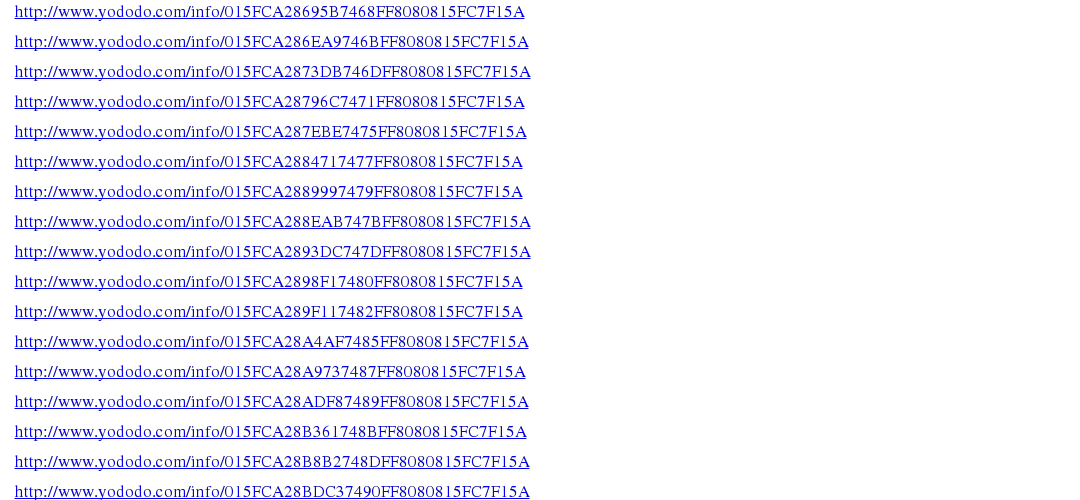 http://www.yododo.com/info/015FCA28695B7468FF8080815FC7F15A
http://www.yododo.com/info/015FCA286EA9746BFF8080815FC7F15A
http://www.yododo.com/info/015FCA2873DB746DFF8080815FC7F15A
http://www.yododo.com/info/015FCA28796C7471FF8080815FC7F15A
http://www.yododo.com/info/015FCA287EBE7475FF8080815FC7F15A
http://www.yododo.com/info/015FCA2884717477FF8080815FC7F15A
http://www.yododo.com/info/015FCA2889997479FF8080815FC7F15A
http://www.yododo.com/info/015FCA288EAB747BFF8080815FC7F15A
http://www.yododo.com/info/015FCA2893DC747DFF8080815FC7F15A
http://www.yododo.com/info/015FCA2898F17480FF8080815FC7F15A
http://www.yododo.com/info/015FCA289F117482FF8080815FC7F15A
http://www.yododo.com/info/015FCA28A4AF7485FF8080815FC7F15A
http://www.yododo.com/info/015FCA28A9737487FF8080815FC7F15A
http://www.yododo.com/info/015FCA28ADF87489FF8080815FC7F15A
http://www.yododo.com/info/015FCA28B361748BFF8080815FC7F15A
http://www.yododo.com/info/015FCA28B8B2748DFF8080815FC7F15A
http://www.yododo.com/info/015FCA28BDC37490FF8080815FC7F15A